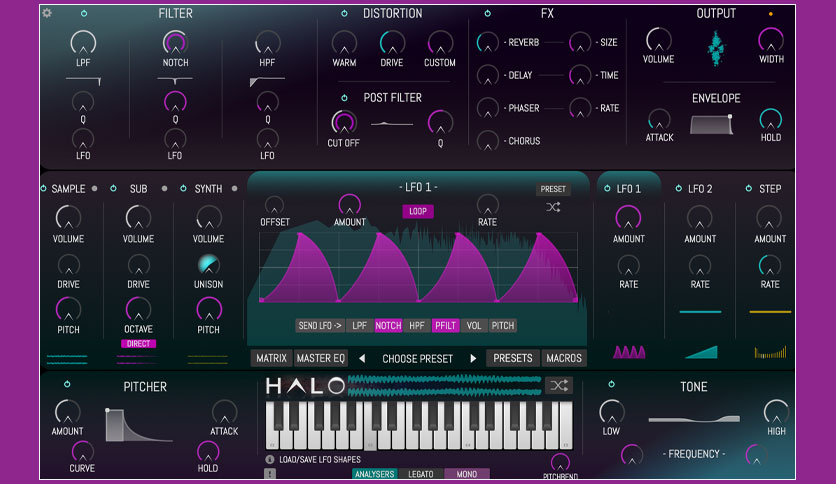 FILTER
DISTORTION
FX
OUTPUT
LPF
NOTCH
HPF
WARM
DRIVE
CUSTOM
- REVERB
- SIZE
VOLUME
WIDTH
- DELAY
- TIME
Q
Q
Q
POST FILTER
ENVELOPE
- PHASER
- RATE
LFO
LFO
LFO
CUT OFF
Q
- CHORUS
ATTACK
HOLD
SAMPLE
SUB
SYNTH
- LFO 1 -
PRESET
LFO 1
LFO 2
STEP
VOLUME
VOLUME
VOLUME
OFFSET
AMOUNT
LOOP
RATE
AMOUNT
AMOUNT
AMOUNT
DRIVE
DRIVE
UNISON
RATE
RATE
RATE
PITCH
OCTAVE
PITCH
DIRECT
SEND LFO -> LPF NOTCH HPF PFILT VOL PITCH
MATRIX MASTER EQ CHOOSE PRESET PRESETS MACROS
PITCHER
HALO
TONE
AMOUNT
ATTACK
LOW
HIGH
CURVE
HOLD
LOAD/SAVE LFO SHAPES
- FREQUENCY -
ANALYSERS LEGATO MONO
PITCHBEND